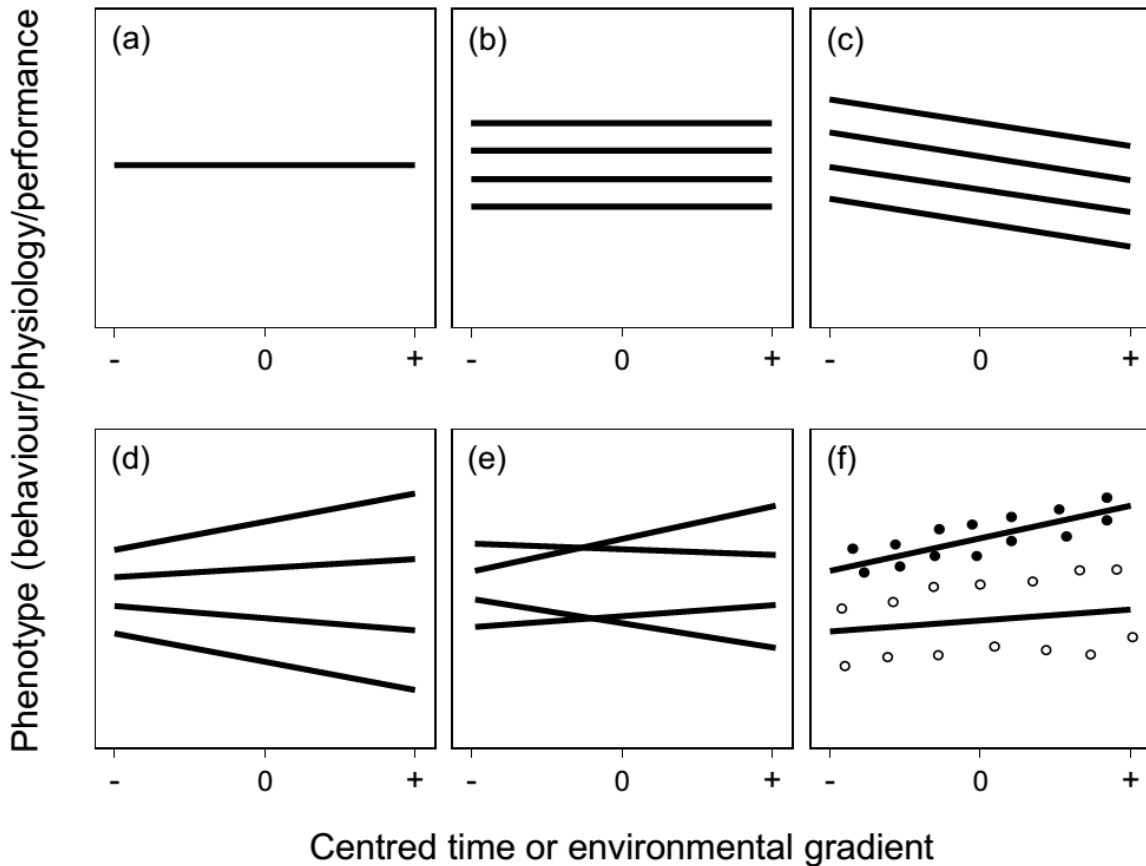 Phenotype (behaviour/physiology/performance
(a)
(b)
(c)
- 0 +
- 0 +
- 0 +
(d)
(e)
(f)
- 0 +
- 0 +
- 0 +
Centred time or environmental gradient